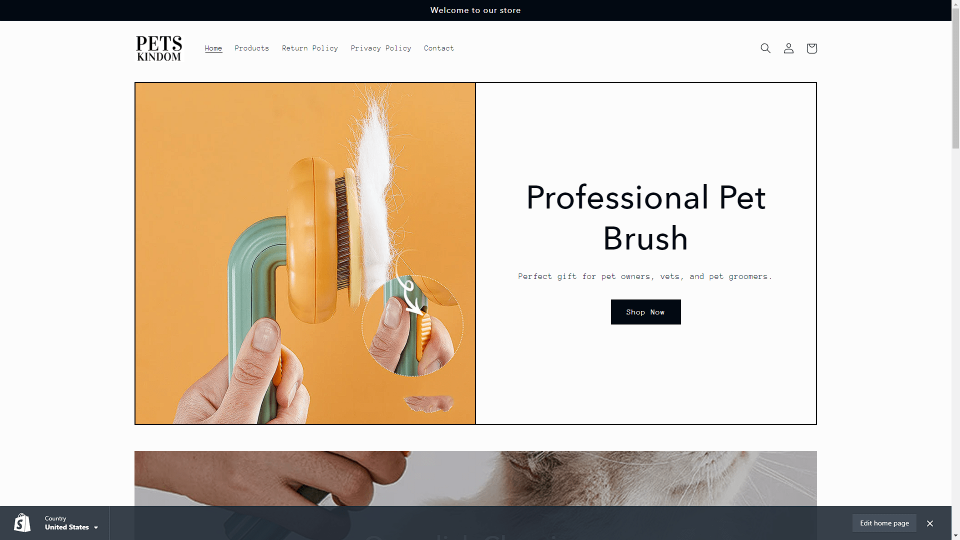 Welcome to our store
PETS
KINDOM
Home
Products
Return Policy
Privacy Policy
Contact
Professional Pet
Brush
Perfect gift for pet owners, vets, and pet groomers.
Shop Now
Country
United States
Edit home page